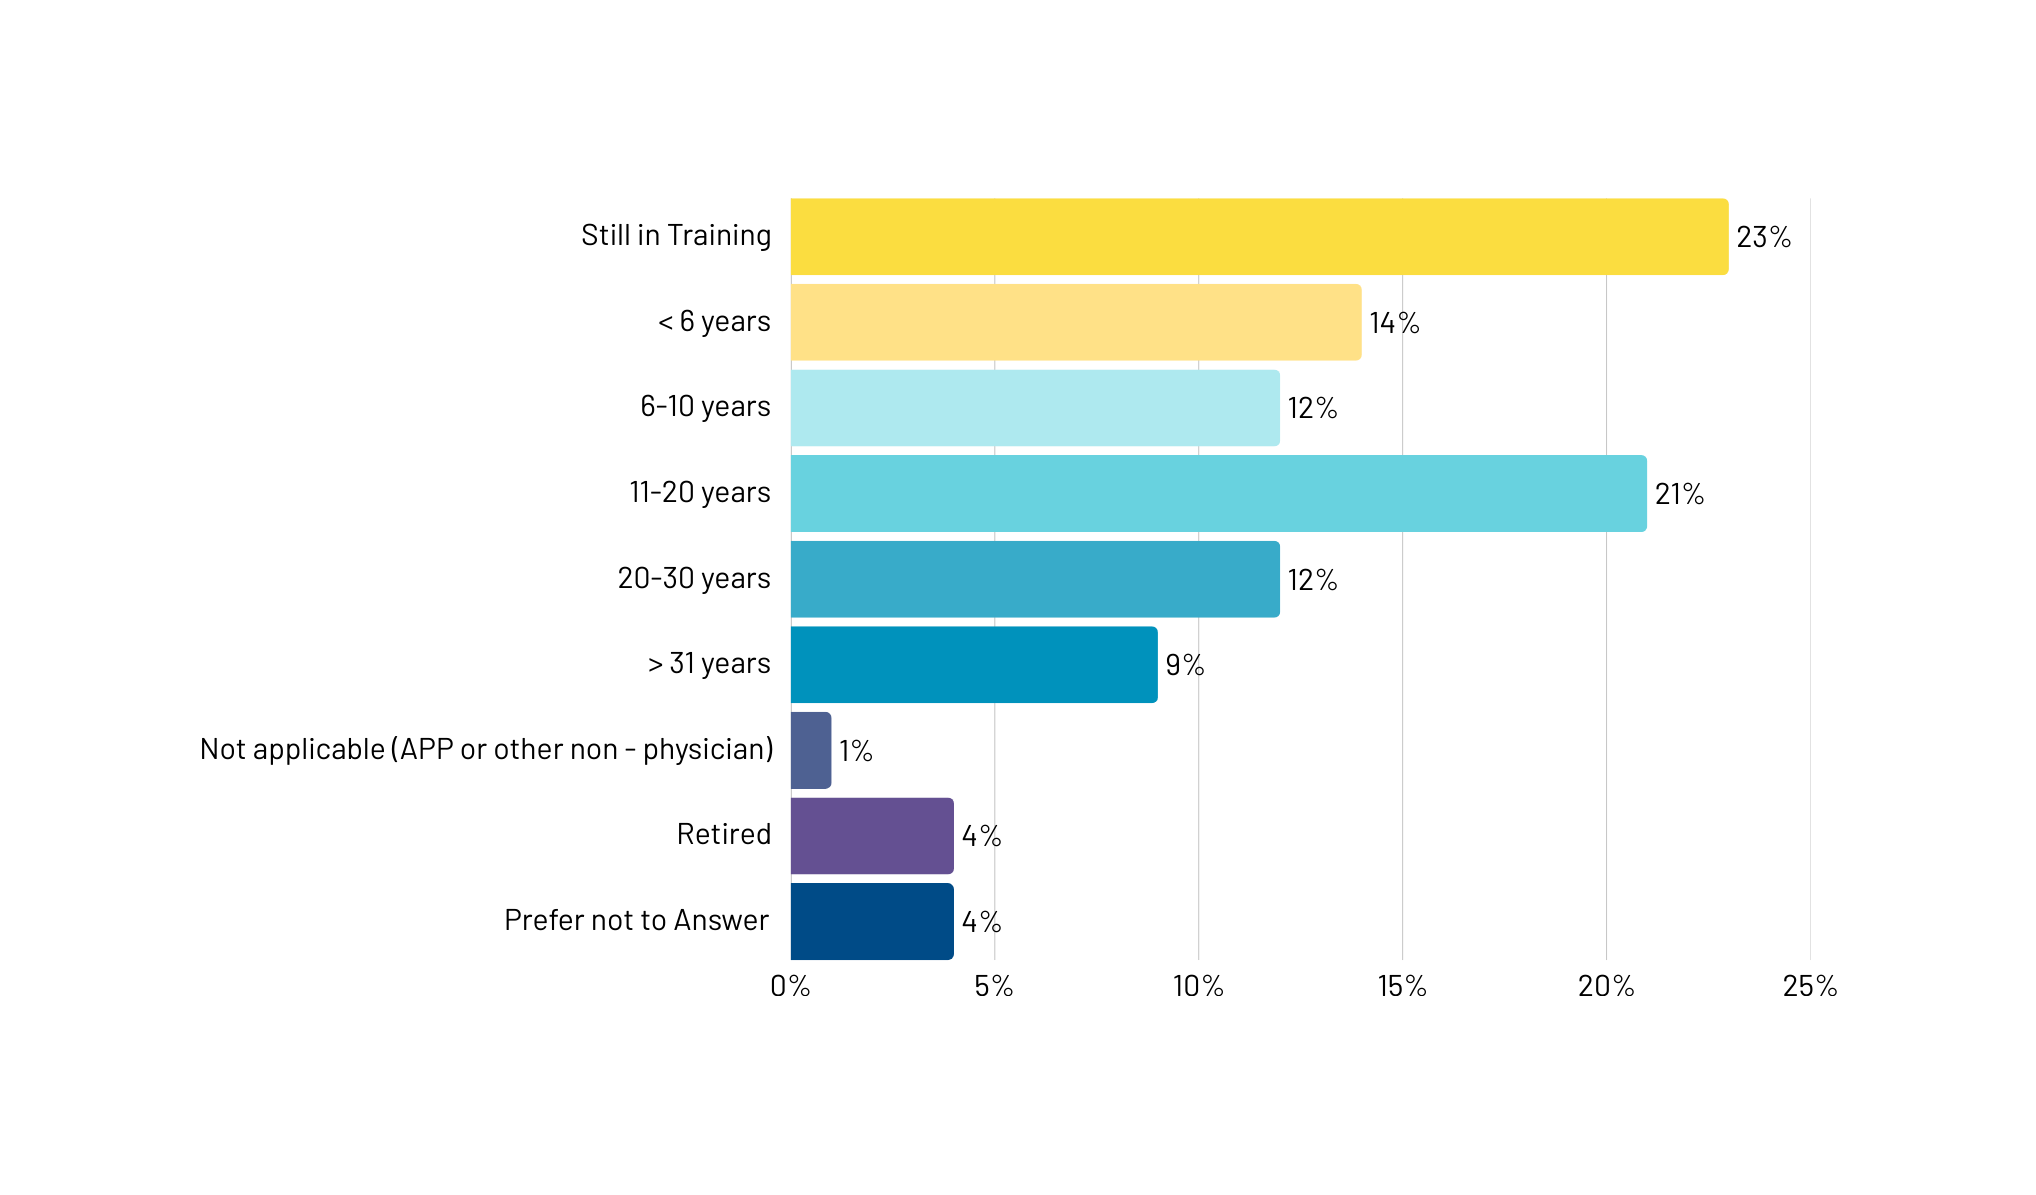 Still in Training
23%
< 6 years
14%
6-10 years
12%
11-20 years
21%
20-30 years
12%
> 31 years
9%
Not applicable (APP or other non - physician)
1%
Retired
4%
Prefer not to Answer
4%
0% 5% 10% 15% 20% 25%